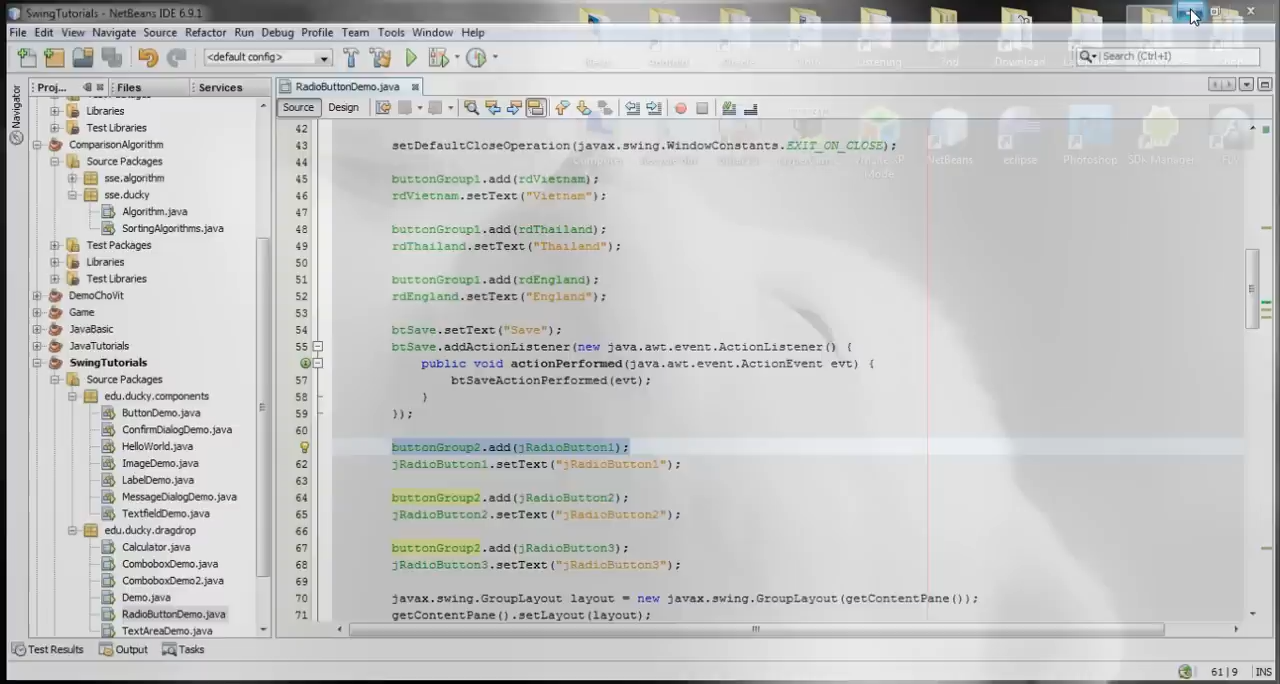 SwingTutorials - NetBeans IDE 6.9.1
File Edit View Navigate Source Refactor Run Debug Profile Team Tools Window Help
<default config>
Search (Ctrl+I)
Listening
Download
Proj...
Files
Services
RadioButtonDemo.java
Navigator
Source
Design
Libraries
Test Libraries
ComparisonAlgorithm
Source Packages
sse.algorithm
sse.ducky
Algorithm.java
SortingAlgorithms.java
Test Packages
Libraries
Test Libraries
DemoChoVit
Game
JavaBasic
JavaTutorials
SwingTutorials
Source Packages
edu.ducky.components
ButtonDemo.java
ConfirmDialogDemo.java
HelloWorld.java
ImageDemo.java
LabelDemo.java
MessageDialogDemo.java
TextfieldDemo.java
edu.ducky.dragdrop
Calculator.java
ComboboxDemo.java
ComboboxDemo2.java
Demo.java
RadioButtonDemo.java
TextAreaDemo.java
42
43 setDefaultCloseOperation(javax.swing.WindowConstants.EXIT_ON_CLOSE);
45 buttonGroup1.add(rdVietnam);
46 rdVietnam.setText("Vietnam");
47
48 buttonGroup1.add(rdThailand);
49 rdThailand.setText("Thailand");
50
51 buttonGroup1.add(rdEngland);
52 rdEngland.setText("England");
53
54 btSave.setText("Save");
55 btSave.addActionListener(new java.awt.event.ActionListener() {
public void actionPerformed(java.awt.event.ActionEvent evt) {
57 btSaveActionPerformed(evt);
58 }
59 });
60
buttonGroup2.add(jRadioButton1);
62 jRadioButton1.setText("jRadioButton1");
63
64 buttonGroup2.add(jRadioButton2);
65 jRadioButton2.setText("jRadioButton2");
66
67 buttonGroup2.add(jRadioButton3);
68 jRadioButton3.setText("jRadioButton3");
69
70 javax.swing.GroupLayout layout = new javax.swing.GroupLayout(getContentPane());
71 getContentPane().setLayout(layout);
Computer
Mode
NetBeans
eclipse
Photoshop
SDK Manager
Test Results
Output
Tasks
61 | 9
INS